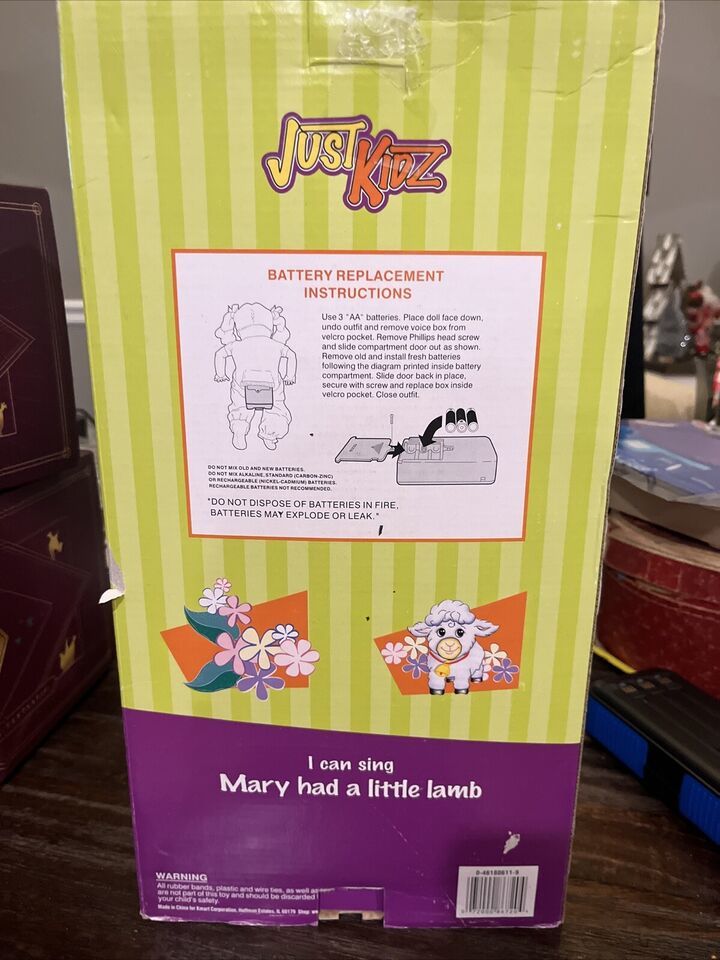 JUST
KIDZ
BATTERY REPLACEMENT
INSTRUCTIONS
Use 3 "AA" batteries. Place doll face down,
undo outfit and remove voice box from
velcro pocket. Remove Phillips head screw
and slide compartment door out as shown.
Remove old and install fresh batteries
following the diagram printed inside battery
compartment. Slide door back in place,
secure with screw and replace box inside
velcro pocket. Close outfit.
DO NOT MIX OLD AND NEW BATTERIES.
DO NOT MIX ALKALINE, STANDARD (CARBON-ZINC)
OR RECHARGEABLE (NICKEL-CADMIUM) BATTERIES.
RECHARGEABLE BATTERIES NOT RECOMMENDED.
"DO NOT DISPOSE OF BATTERIES IN FIRE,
BATTERIES MAY EXPLODE OR LEAK."
I can sing
Mary had a little lamb
WARNING
All rubber bands, plastic and wire ties, as well as
are not part of this toy and should be discarded
your child's safety.
Made in China for Kmart Corporation, Hoffman Estates, IL 60179 Shop:
0-46180611-5